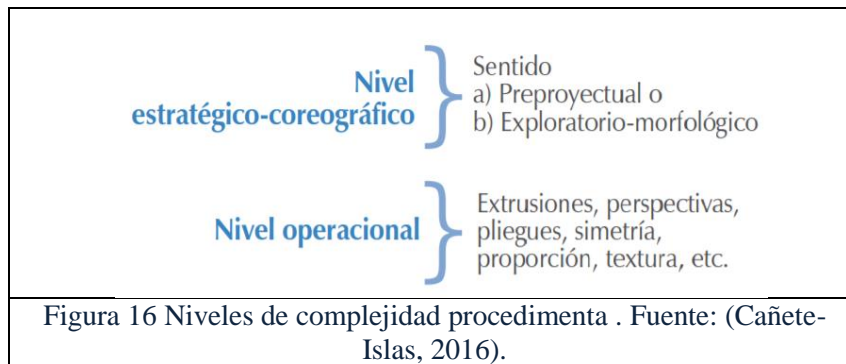 Nivel
estratégico-coreográfico
Sentido
a) Preproyectual o
b) Exploratorio-morfológico
Nivel operacional
Extrusiones, perspectivas,
pliegues, simetría,
proporción, textura, etc.
Figura 16 Niveles de complejidad procedimenta . Fuente: (Cañete-
Islas, 2016).